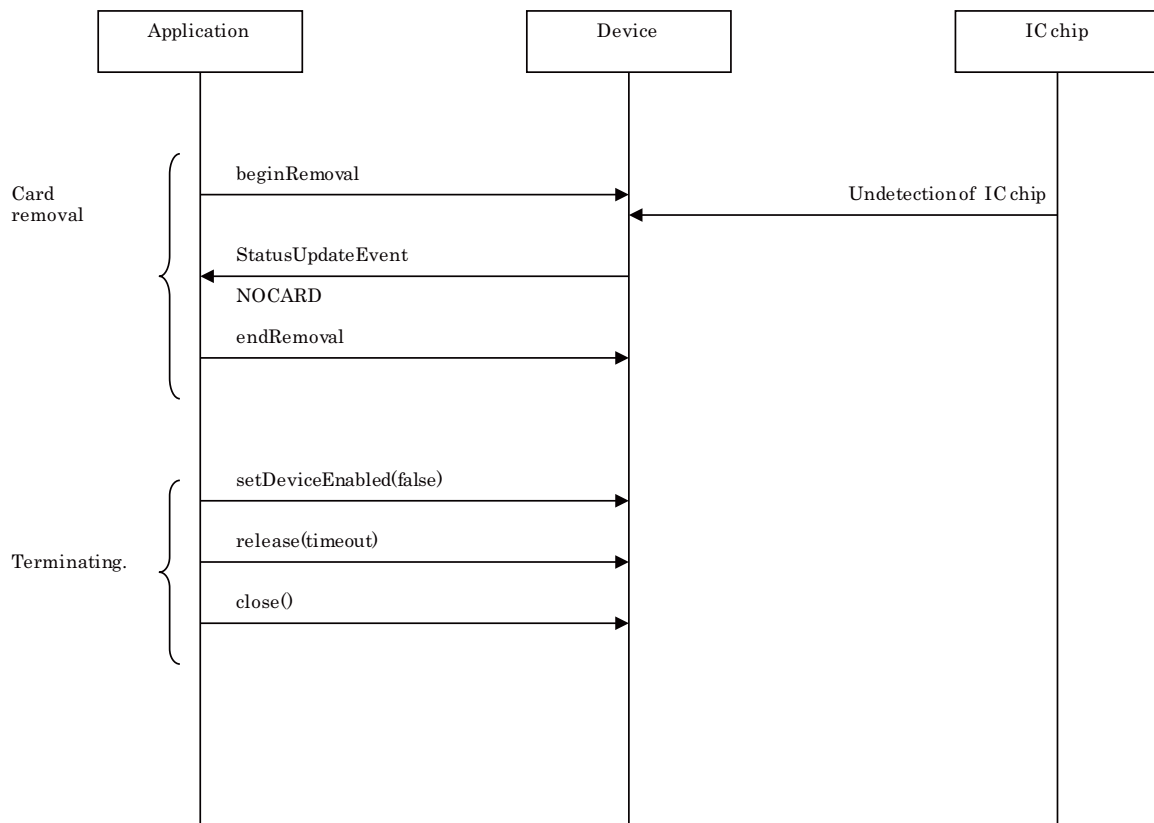 Application
Device
IC chip
beginRemoval
Card
removal
Undetection of IC chip
StatusUpdateEvent
NOCARD
endRemoval
setDeviceEnabled(false)
release(timeout)
Terminating.
close()